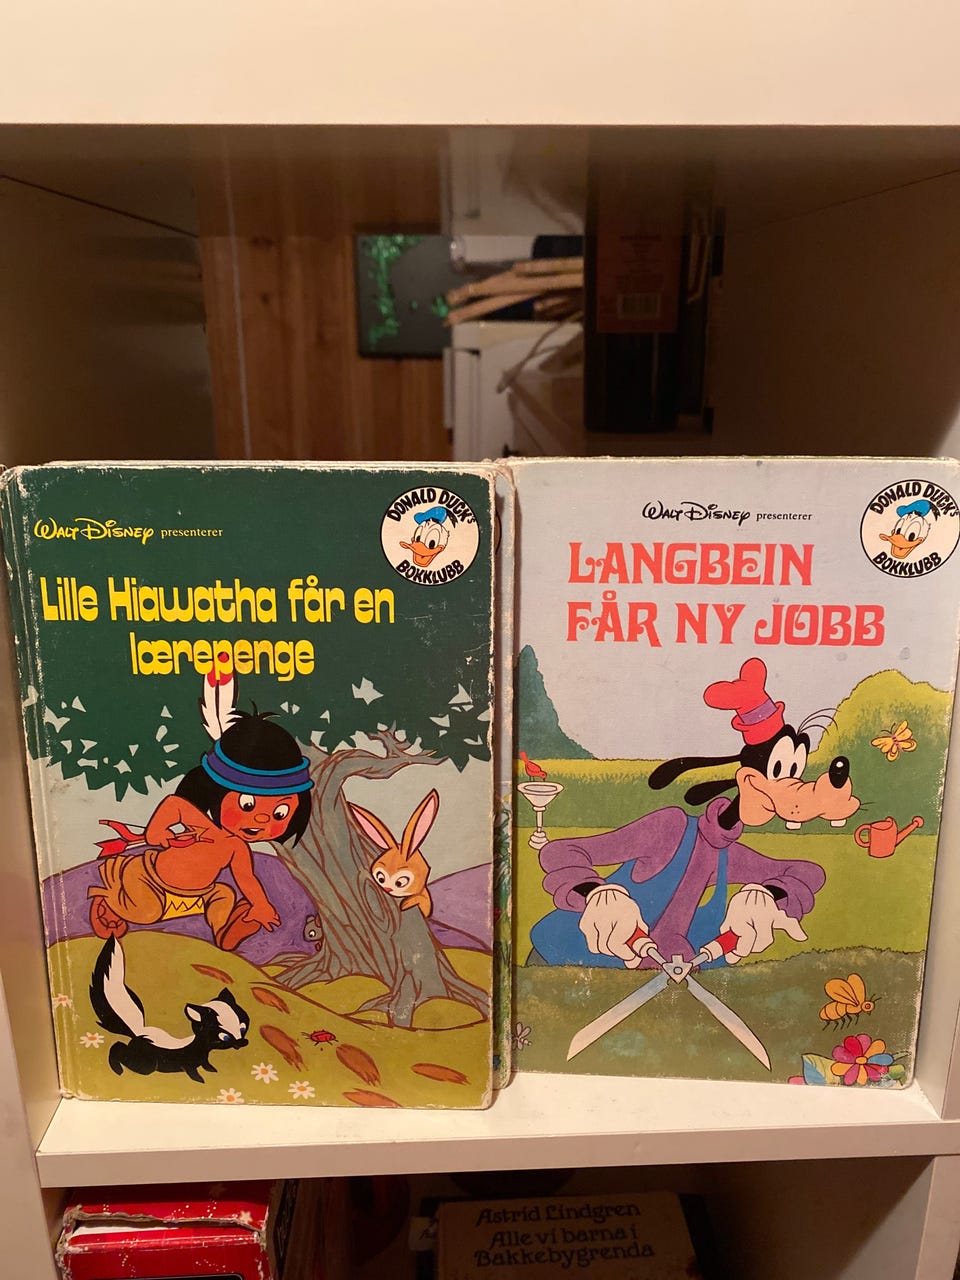 Walt Disney presenterer
DONALD DUCK's
BOKKLUBB
Lille Hiawatha får en
lærepenge
Walt Disney presenterer
DONALD DUCK's
BOKKLUBB
LANGBEIN
FÅR NY JOBB
Astrid Lindgren
Alle vi barna i
Bakkebygrenda